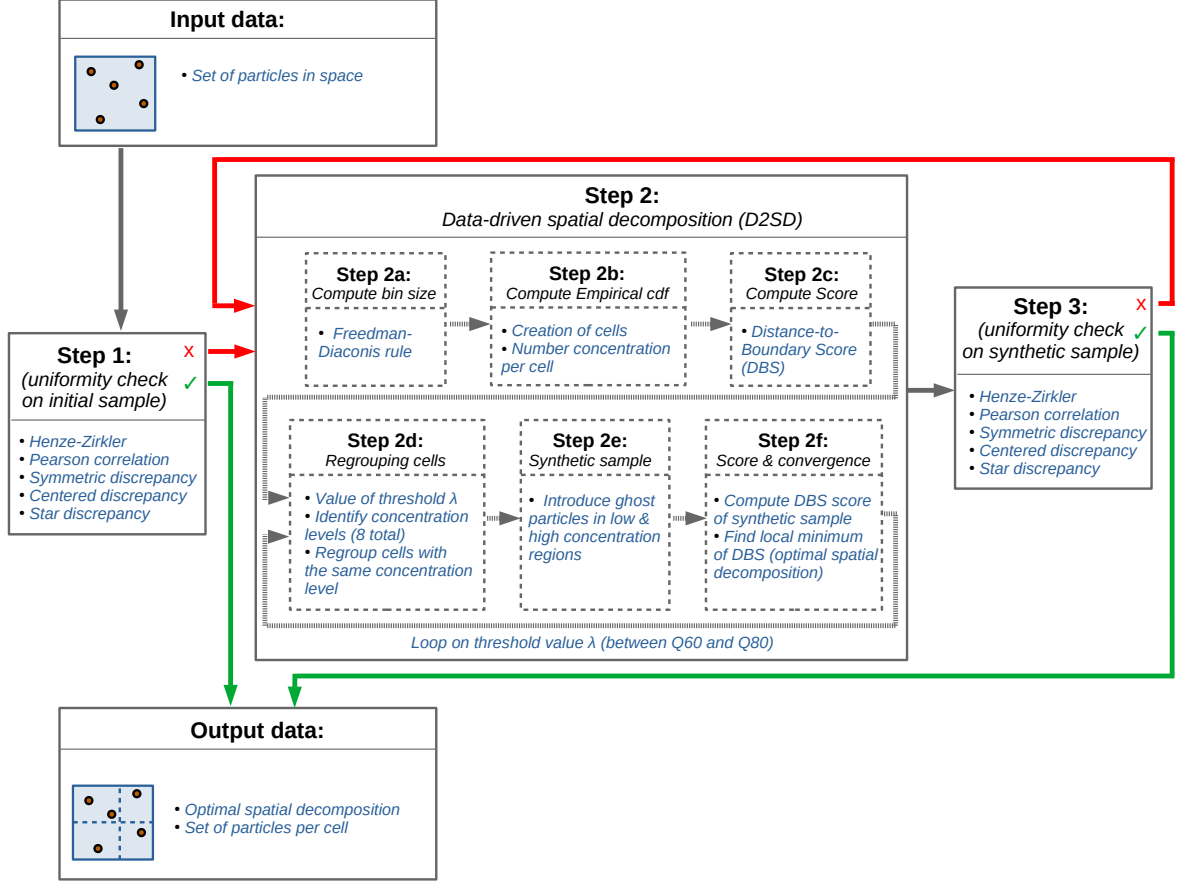 Input data:
• Set of particles in space
Step 1:
(uniformity check
on initial sample)
x
✓
• Henze-Zirkler
• Pearson correlation
• Symmetric discrepancy
• Centered discrepancy
• Star discrepancy
Step 2:
Data-driven spatial decomposition (D2SD)
Step 2a:
Compute bin size
• Freedman-
Diaconis rule
Step 2b:
Compute Empirical cdf
• Creation of cells
• Number concentration
per cell
Step 2c:
Compute Score
• Distance-to-
Boundary Score
(DBS)
Step 2d:
Regrouping cells
• Value of threshold λ
• Identify concentration
levels (8 total)
• Regroup cells with
the same concentration
level
Step 2e:
Synthetic sample
• Introduce ghost
particles in low &
high concentration
regions
Step 2f:
Score & convergence
• Compute DBS score
of synthetic sample
• Find local minimum
of DBS (optimal spatial
decomposition)
Loop on threshold value λ (between Q60 and Q80)
Step 3:
(uniformity check
on synthetic sample)
x
✓
• Henze-Zirkler
• Pearson correlation
• Symmetric discrepancy
• Centered discrepancy
• Star discrepancy
Output data:
• Optimal spatial decomposition
• Set of particles per cell